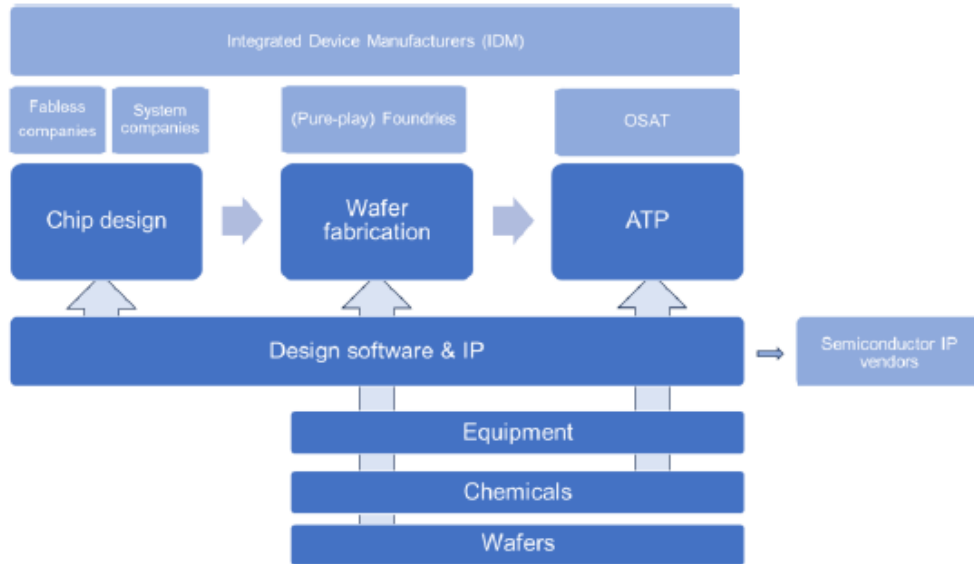 Integrated Device Manufacturers (IDM)
Fabless
companies
System
companies
(Pure-play) Foundries
OSAT
Chip design
Wafer
fabrication
ATP
Design software & IP
Semiconductor IP
vendors
Equipment
Chemicals
Wafers